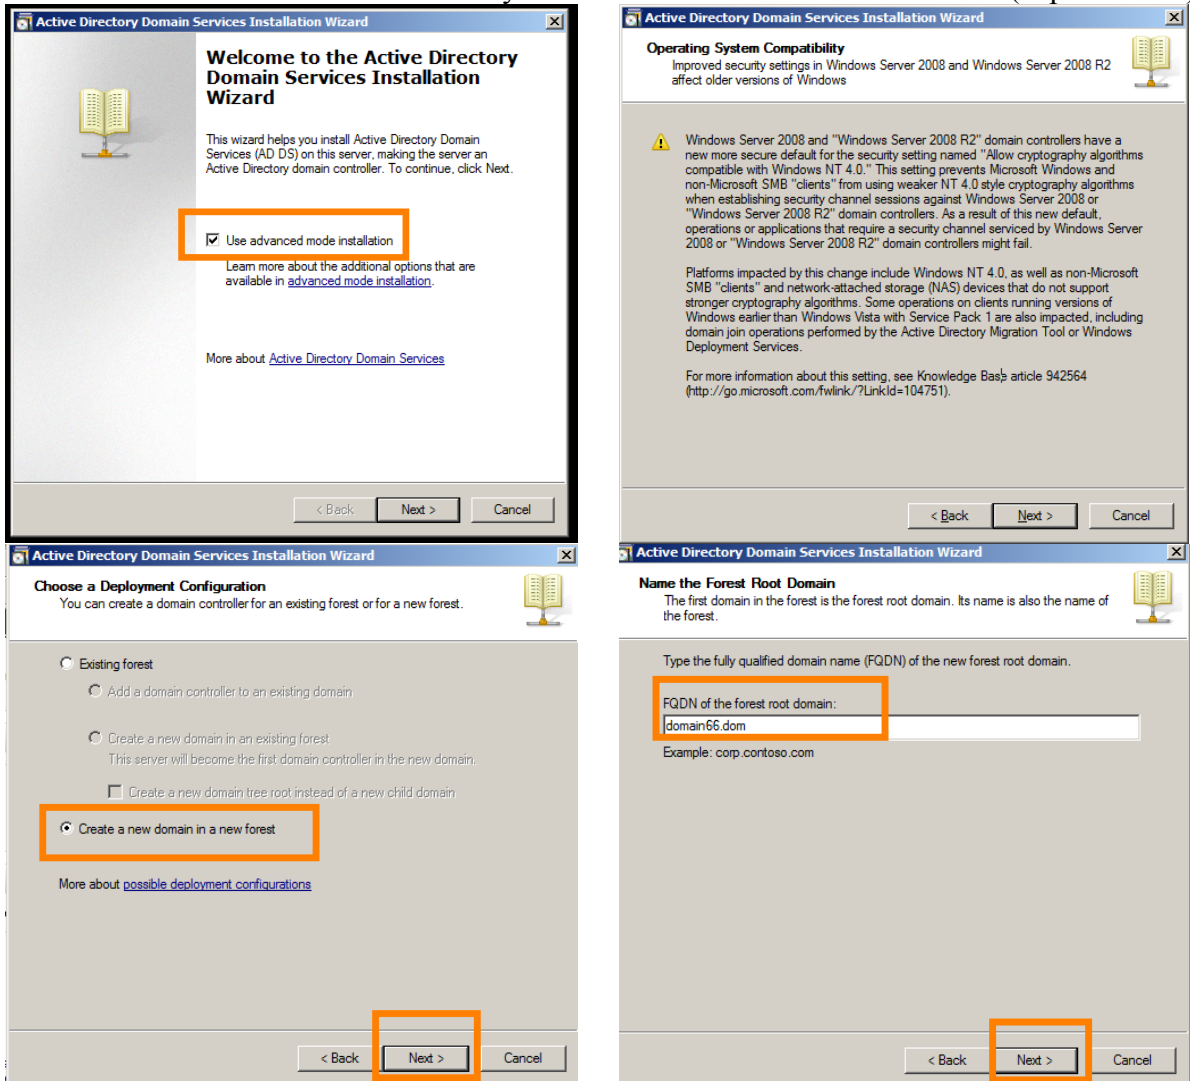 Active Directory Domain Services Installation Wizard
Welcome to the Active Directory
Domain Services Installation
Wizard
This wizard helps you install Active Directory Domain
Services (AD DS) on this server, making the server an
Active Directory domain controller. To continue, click Next.
Use advanced mode installation
Learn more about the additional options that are
available in advanced mode installation.
More about Active Directory Domain Services
< Back Next > Cancel
Active Directory Domain Services Installation Wizard
Operating System Compatibility
Improved security settings in Windows Server 2008 and Windows Server 2008 R2
affect older versions of Windows
Windows Server 2008 and "Windows Server 2008 R2" domain controllers have a
new more secure default for the security setting named "Allow cryptography algorithms
compatible with Windows NT 4.0." This setting prevents Microsoft Windows and
non-Microsoft SMB "clients" from using weaker NT 4.0 style cryptography algorithms
when establishing security channel sessions against Windows Server 2008 or
"Windows Server 2008 R2" domain controllers. As a result of this new default,
operations or applications that require a security channel serviced by Windows Server
2008 or "Windows Server 2008 R2" domain controllers might fail.
Platforms impacted by this change include Windows NT 4.0, as well as non-Microsoft
SMB "clients" and network-attached storage (NAS) devices that do not support
stronger cryptography algorithms. Some operations on clients running versions of
Windows earlier than Windows Vista with Service Pack 1 are also impacted, including
domain join operations performed by the Active Directory Migration Tool or Windows
Deployment Services.
For more information about this setting, see Knowledge Base article 942564
(http://go.microsoft.com/fwlink/?LinkId=104751).
< Back Next > Cancel
Active Directory Domain Services Installation Wizard
Choose a Deployment Configuration
You can create a domain controller for an existing forest or for a new forest.
Existing forest
Add a domain controller to an existing domain
Create a new domain in an existing forest
This server will become the first domain controller in the new domain.
Create a new domain tree root instead of a new child domain
Create a new domain in a new forest
More about possible deployment configurations
< Back Next > Cancel
Active Directory Domain Services Installation Wizard
Name the Forest Root Domain
The first domain in the forest is the forest root domain. Its name is also the name of
the forest.
Type the fully qualified domain name (FQDN) of the new forest root domain.
FQDN of the forest root domain:
domain66.dom
Example: corp.contoso.com
< Back Next > Cancel